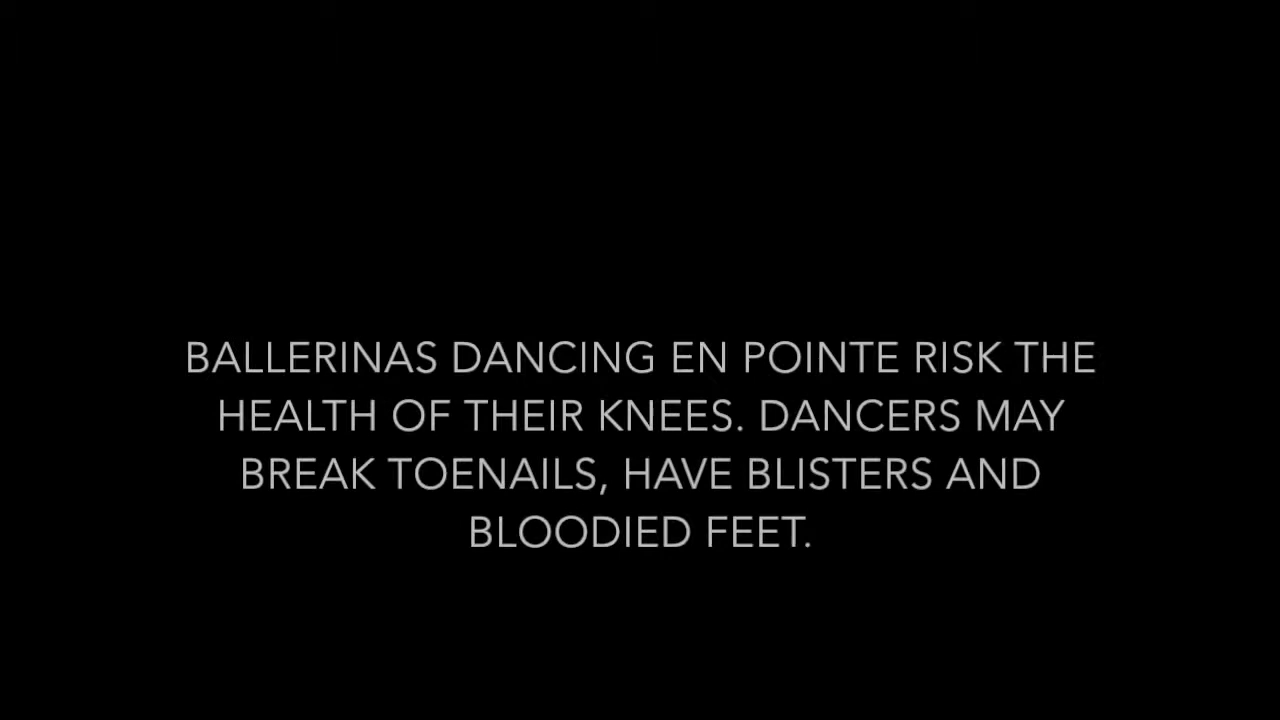 BALLERINAS DANCING EN POINTE RISK THE
HEALTH OF THEIR KNEES. DANCERS MAY
BREAK TOENAILS, HAVE BLISTERS AND
BLOODIED FEET.